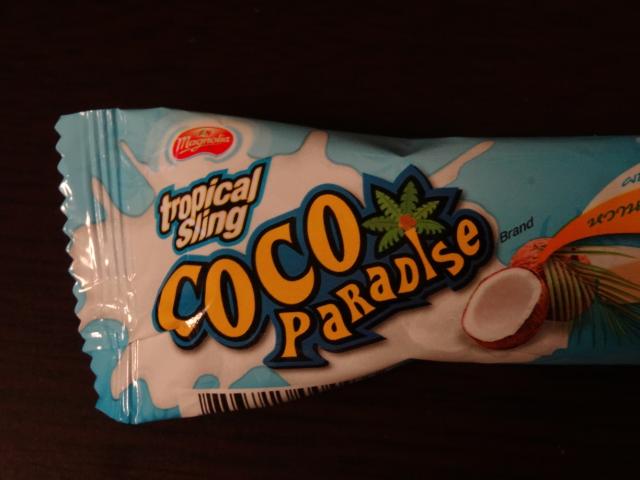 Magnolia
tropical
sling
COCO
PARADISE
Brand